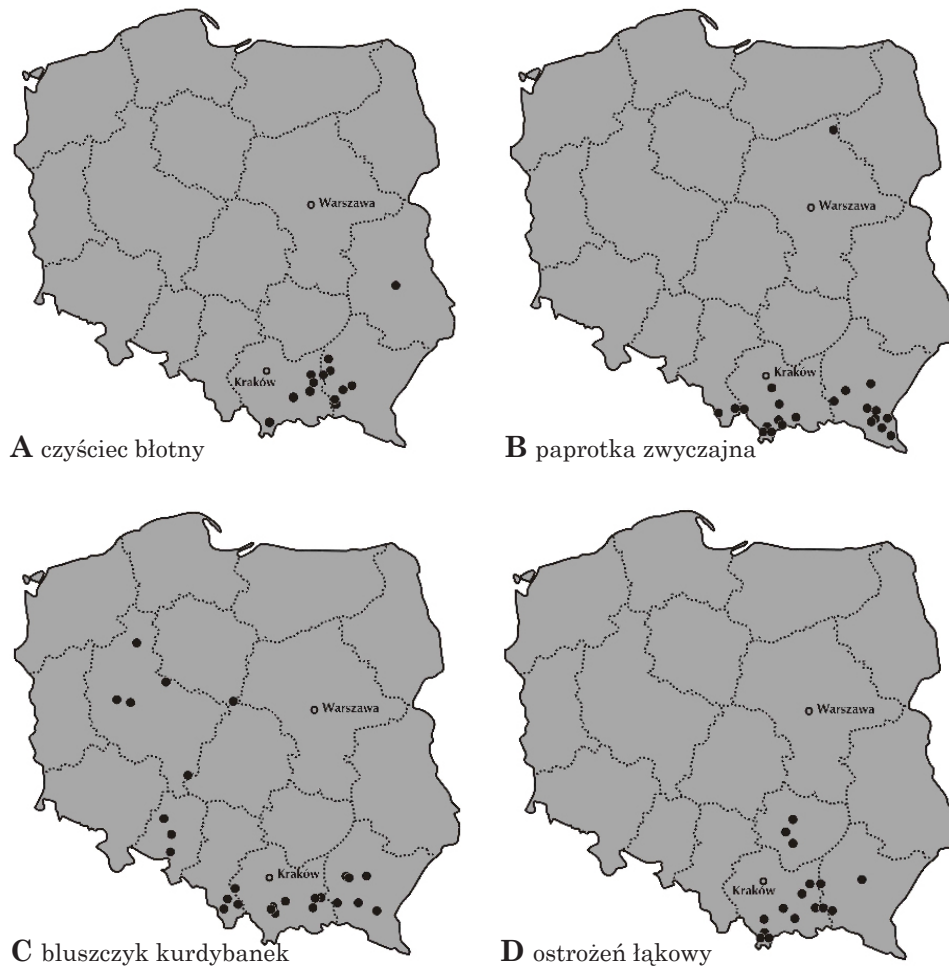 Warszawa
Kraków
A czyściec błotny
Warszawa
Kraków
B paprotka zwyczajna
Warszawa
Kraków
C bluszczyk kurdybanek
Warszawa
Kraków
D ostrożeń łąkowy